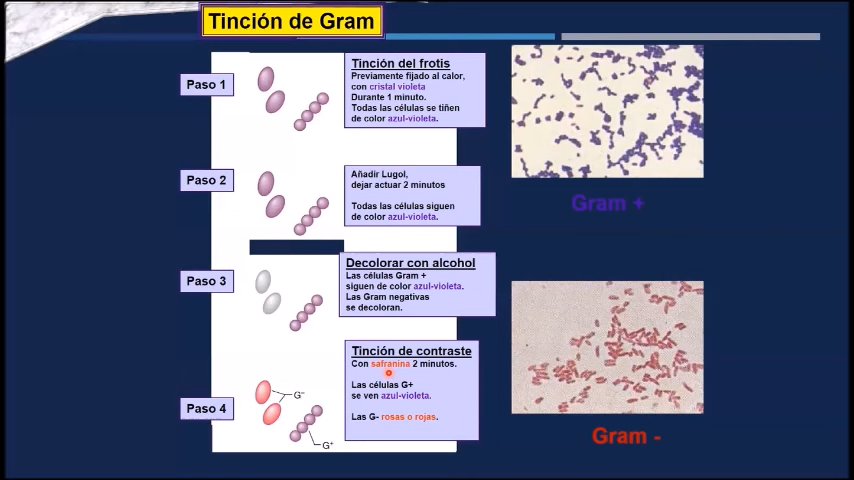 Tinción de Gram
Paso 1
Tinción del frotis
Previamente fijado al calor,
con cristal violeta
Durante 1 minuto.
Todas las células se tiñen
de color azul-violeta.
Gram +
Paso 2
Añadir Lugol,
dejar actuar 2 minutos
Todas las células siguen
de color azul-violeta.
Paso 3
Decolorar con alcohol
Las células Gram +
siguen de color azul-violeta.
Las Gram negativas
se decoloran.
Paso 4
G-
G+
Tinción de contraste
Con safranina 2 minutos.
Las células G+
se ven azul-violeta.
Las G- rosas o rojas.
Gram -